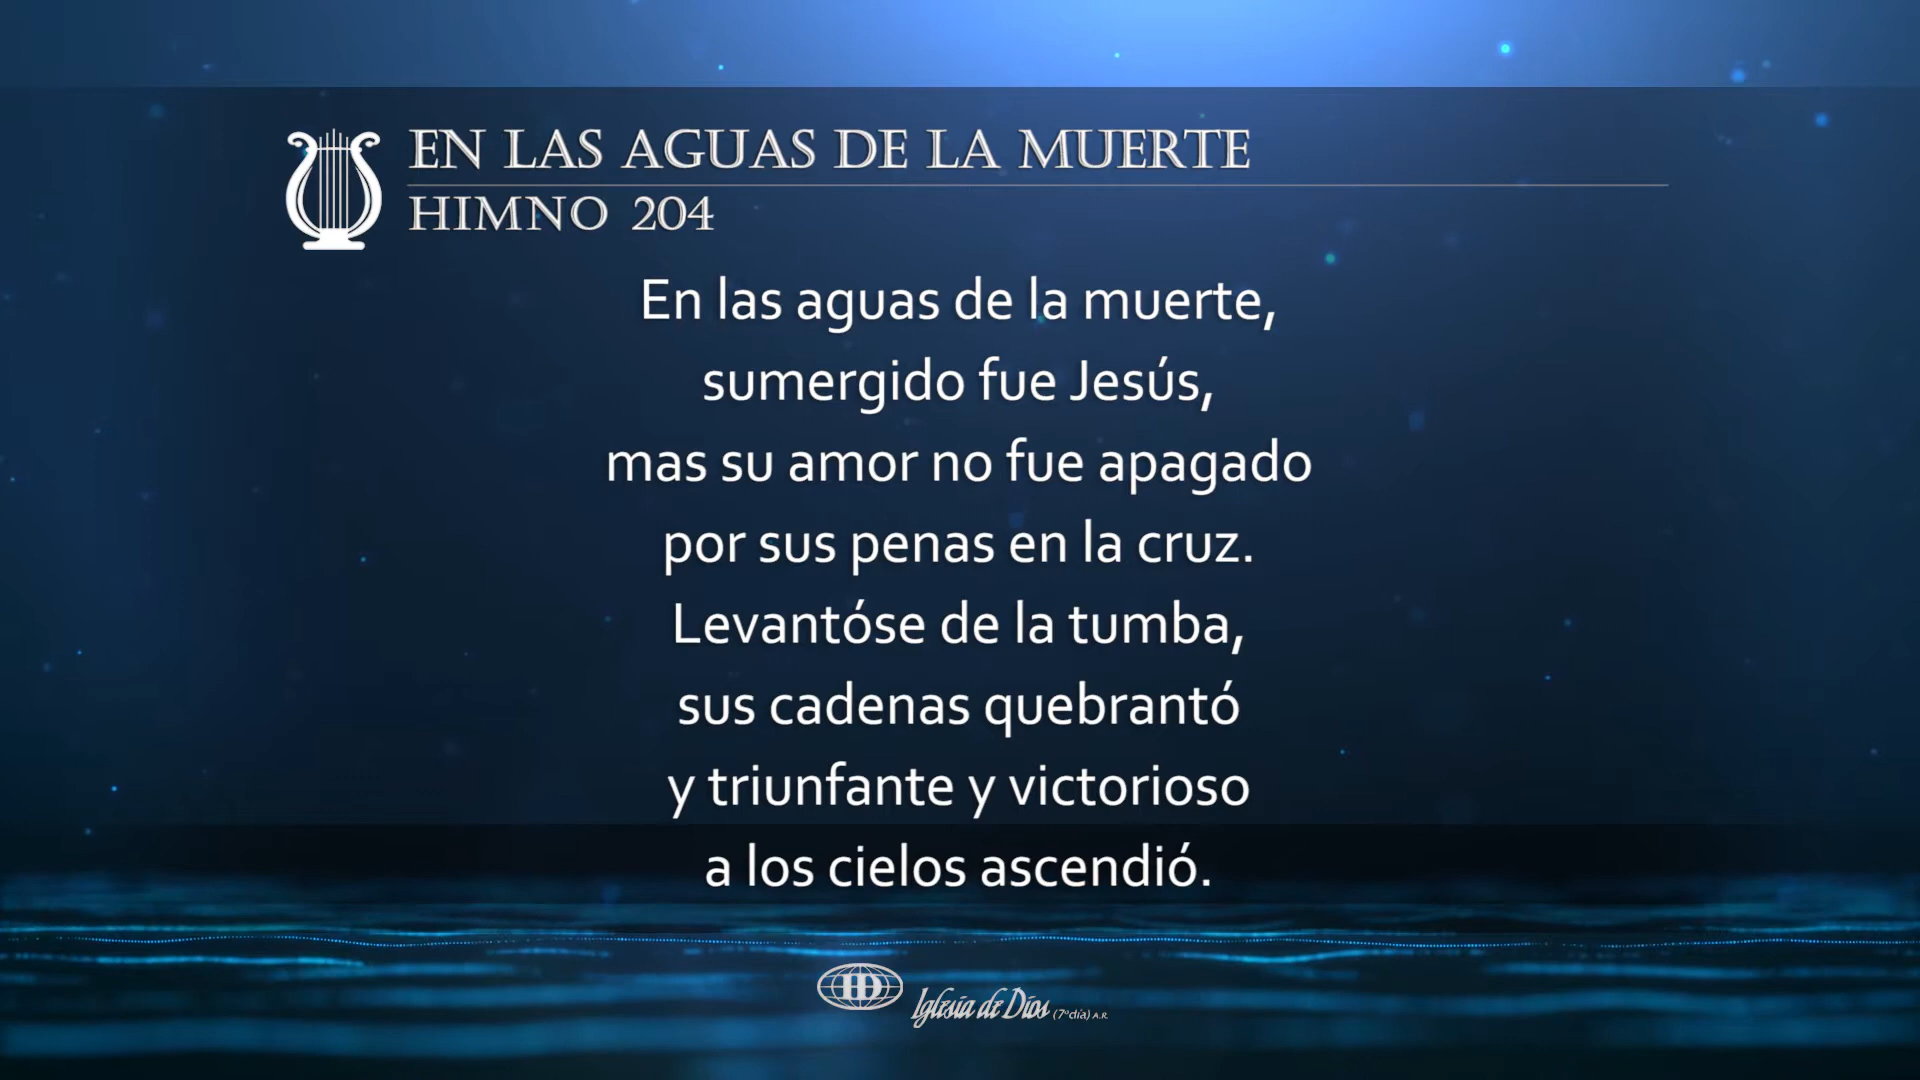 EN LAS AGUAS DE LA MUERTE
HIMNO 204
En las aguas de la muerte,
sumergido fue Jesús,
mas su amor no fue apagado
por sus penas en la cruz.
Levantóse de la tumba,
sus cadenas quebrantó
y triunfante y victorioso
a los cielos ascendió.
ID Iglesia de Dios (7º día) A.R.